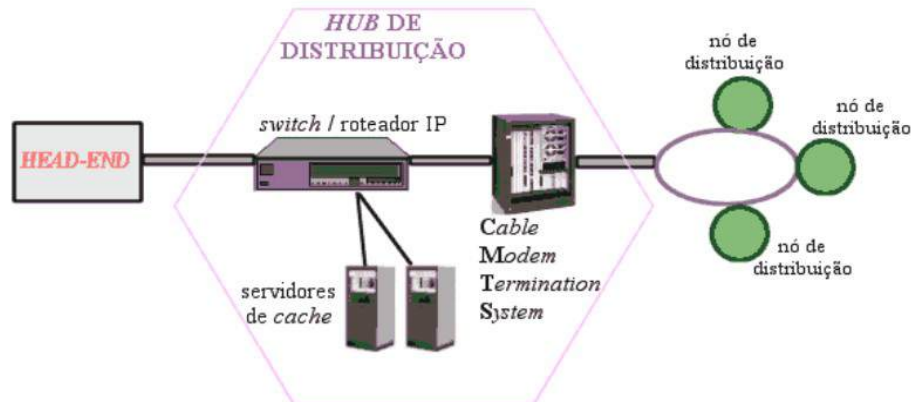 HUB DE
DISTRIBUIÇÃO
HEAD-END
switch / roteador IP
servidores
de cache
Cable
Modem
Termination
System
nó de
distribuição
nó de
distribuição
nó de
distribuição